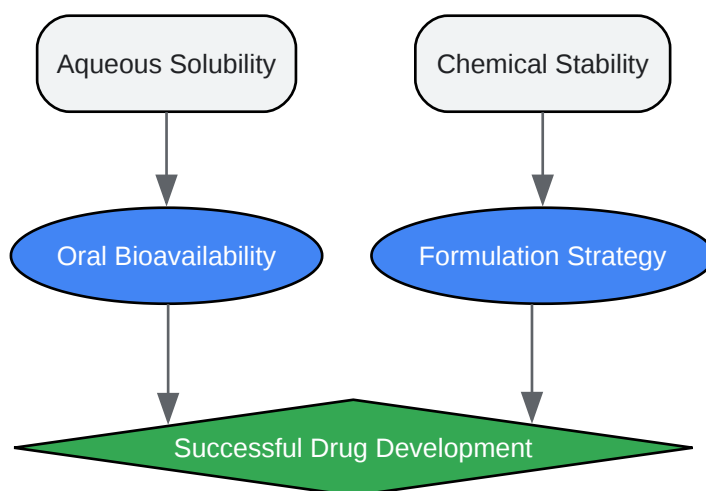 Aqueous Solubility
Chemical Stability
Oral Bioavailability
Formulation Strategy
Successful Drug Development